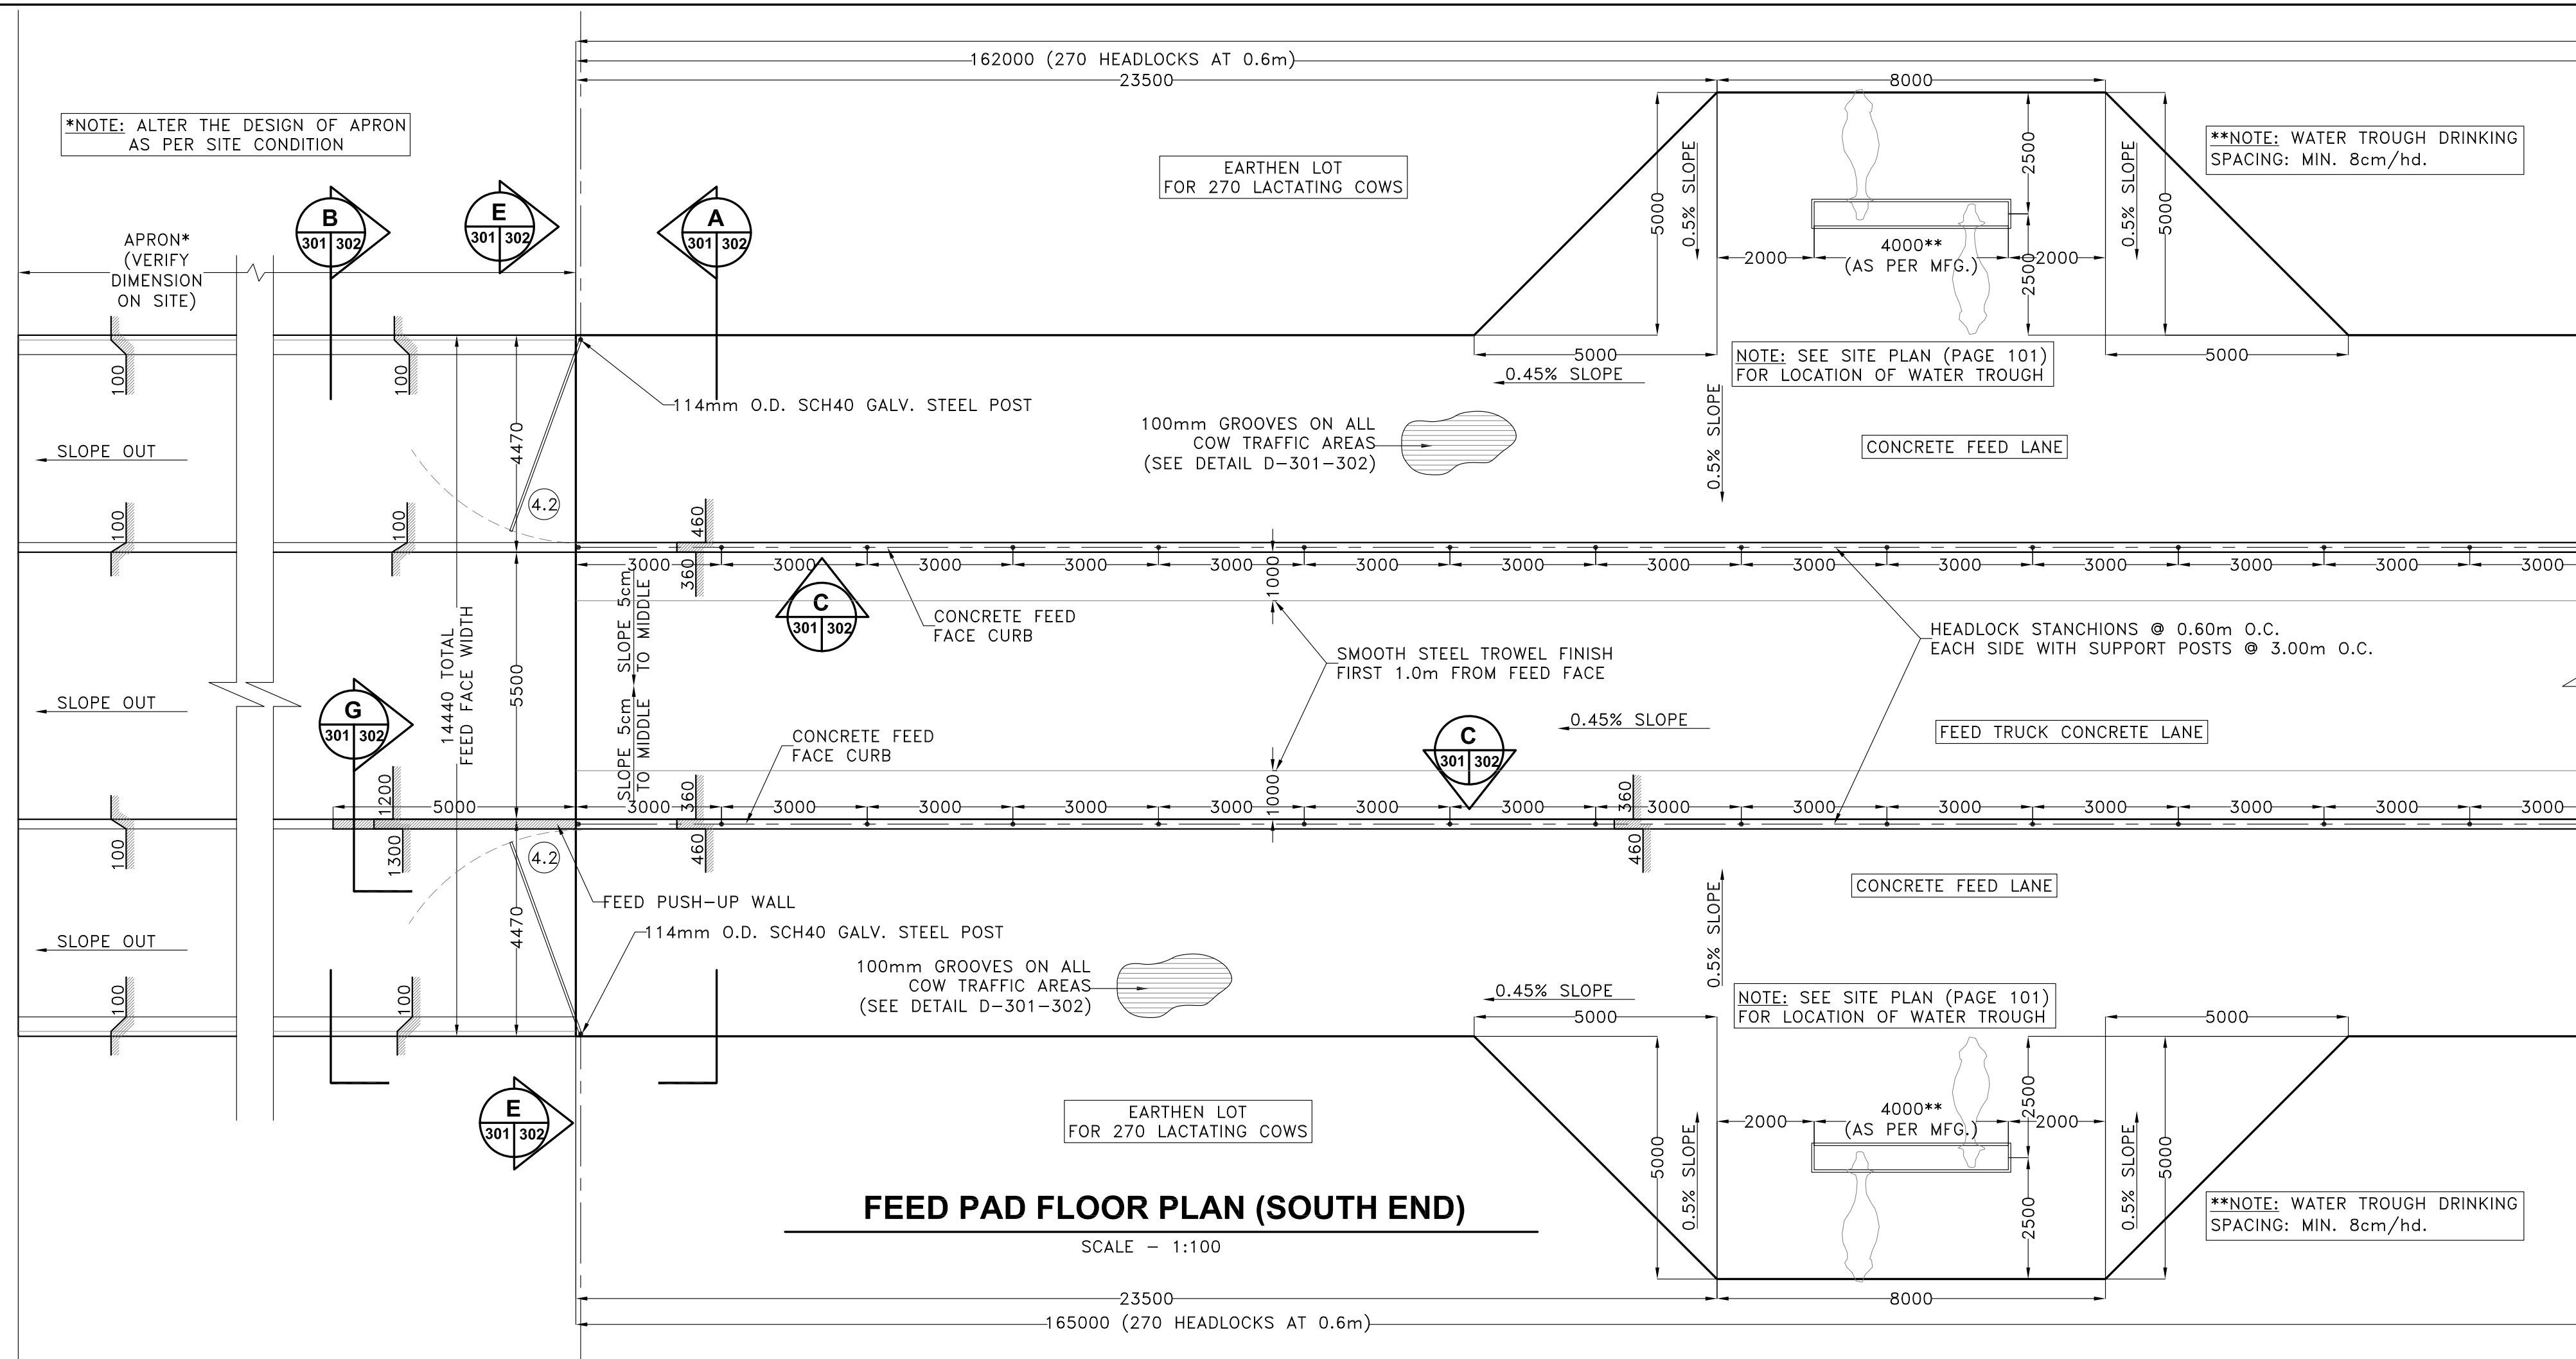 162000 (270 HEADLOCKS AT 0.6m)
23500
8000
*NOTE: ALTER THE DESIGN OF APRON
AS PER SITE CONDITION
EARTHEN LOT
FOR 270 LACTATING COWS
**NOTE: WATER TROUGH DRINKING
SPACING: MIN. 8cm/hd.
5000
0.5% SLOPE
2500
0.5% SLOPE
5000
B
301 302
E
301 302
A
301 302
APRON*
(VERIFY
DIMENSION
ON SITE)
2000
4000**
(AS PER MFG.)
2500
2000
5000
0.45% SLOPE
NOTE: SEE SITE PLAN (PAGE 101)
FOR LOCATION OF WATER TROUGH
5000
100
100
4470
114mm O.D. SCH40 GALV. STEEL POST
100mm GROOVES ON ALL
COW TRAFFIC AREAS
(SEE DETAIL D-301-302)
0.5% SLOPE
CONCRETE FEED LANE
SLOPE OUT
4.2
100
100
460
3000
360
3000
3000
3000
3000
3000
3000
3000
3000
3000
3000
3000
3000
3000
1000
SLOPE 5cm
TO MIDDLE
C
301 302
CONCRETE FEED
FACE CURB
14440 TOTAL
FEED FACE WIDTH
5500
SMOOTH STEEL TROWEL FINISH
FIRST 1.0m FROM FEED FACE
HEADLOCK STANCHIONS @ 0.60m O.C.
EACH SIDE WITH SUPPORT POSTS @ 3.00m O.C.
SLOPE OUT
G
301 302
SLOPE 5cm
TO MIDDLE
CONCRETE FEED
FACE CURB
C
301 302
0.45% SLOPE
FEED TRUCK CONCRETE LANE
1200
5000
3000
360
3000
3000
3000
3000
1000
3000
3000
360
3000
3000
3000
3000
3000
3000
3000
100
1300
4.2
460
460
FEED PUSH-UP WALL
4470
114mm O.D. SCH40 GALV. STEEL POST
SLOPE OUT
CONCRETE FEED LANE
0.5% SLOPE
100mm GROOVES ON ALL
COW TRAFFIC AREAS
(SEE DETAIL D-301-302)
100
100
0.45% SLOPE
5000
NOTE: SEE SITE PLAN (PAGE 101)
FOR LOCATION OF WATER TROUGH
5000
E
301 302
EARTHEN LOT
FOR 270 LACTATING COWS
5000
0.5% SLOPE
2000
4000**
(AS PER MFG.)
2500
2000
2500
0.5% SLOPE
5000
**NOTE: WATER TROUGH DRINKING
SPACING: MIN. 8cm/hd.
FEED PAD FLOOR PLAN (SOUTH END)
SCALE - 1:100
23500
8000
165000 (270 HEADLOCKS AT 0.6m)